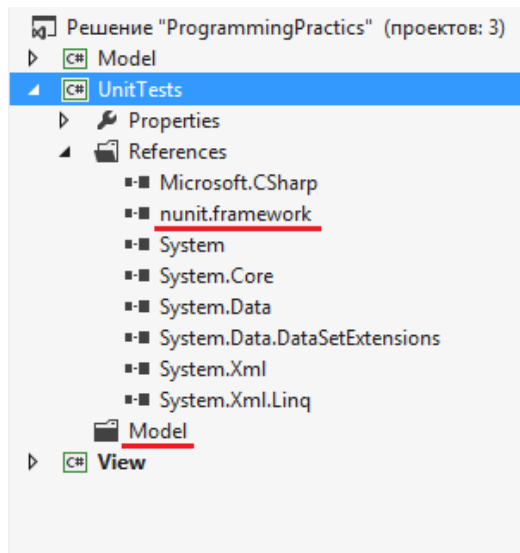 Решение "ProgrammingPractics" (проектов: 3)
C# Model
C# UnitTests
Properties
References
Microsoft.CSharp
nunit.framework
System
System.Core
System.Data
System.Data.DataSetExtensions
System.Xml
System.Xml.Linq
Model
C# View